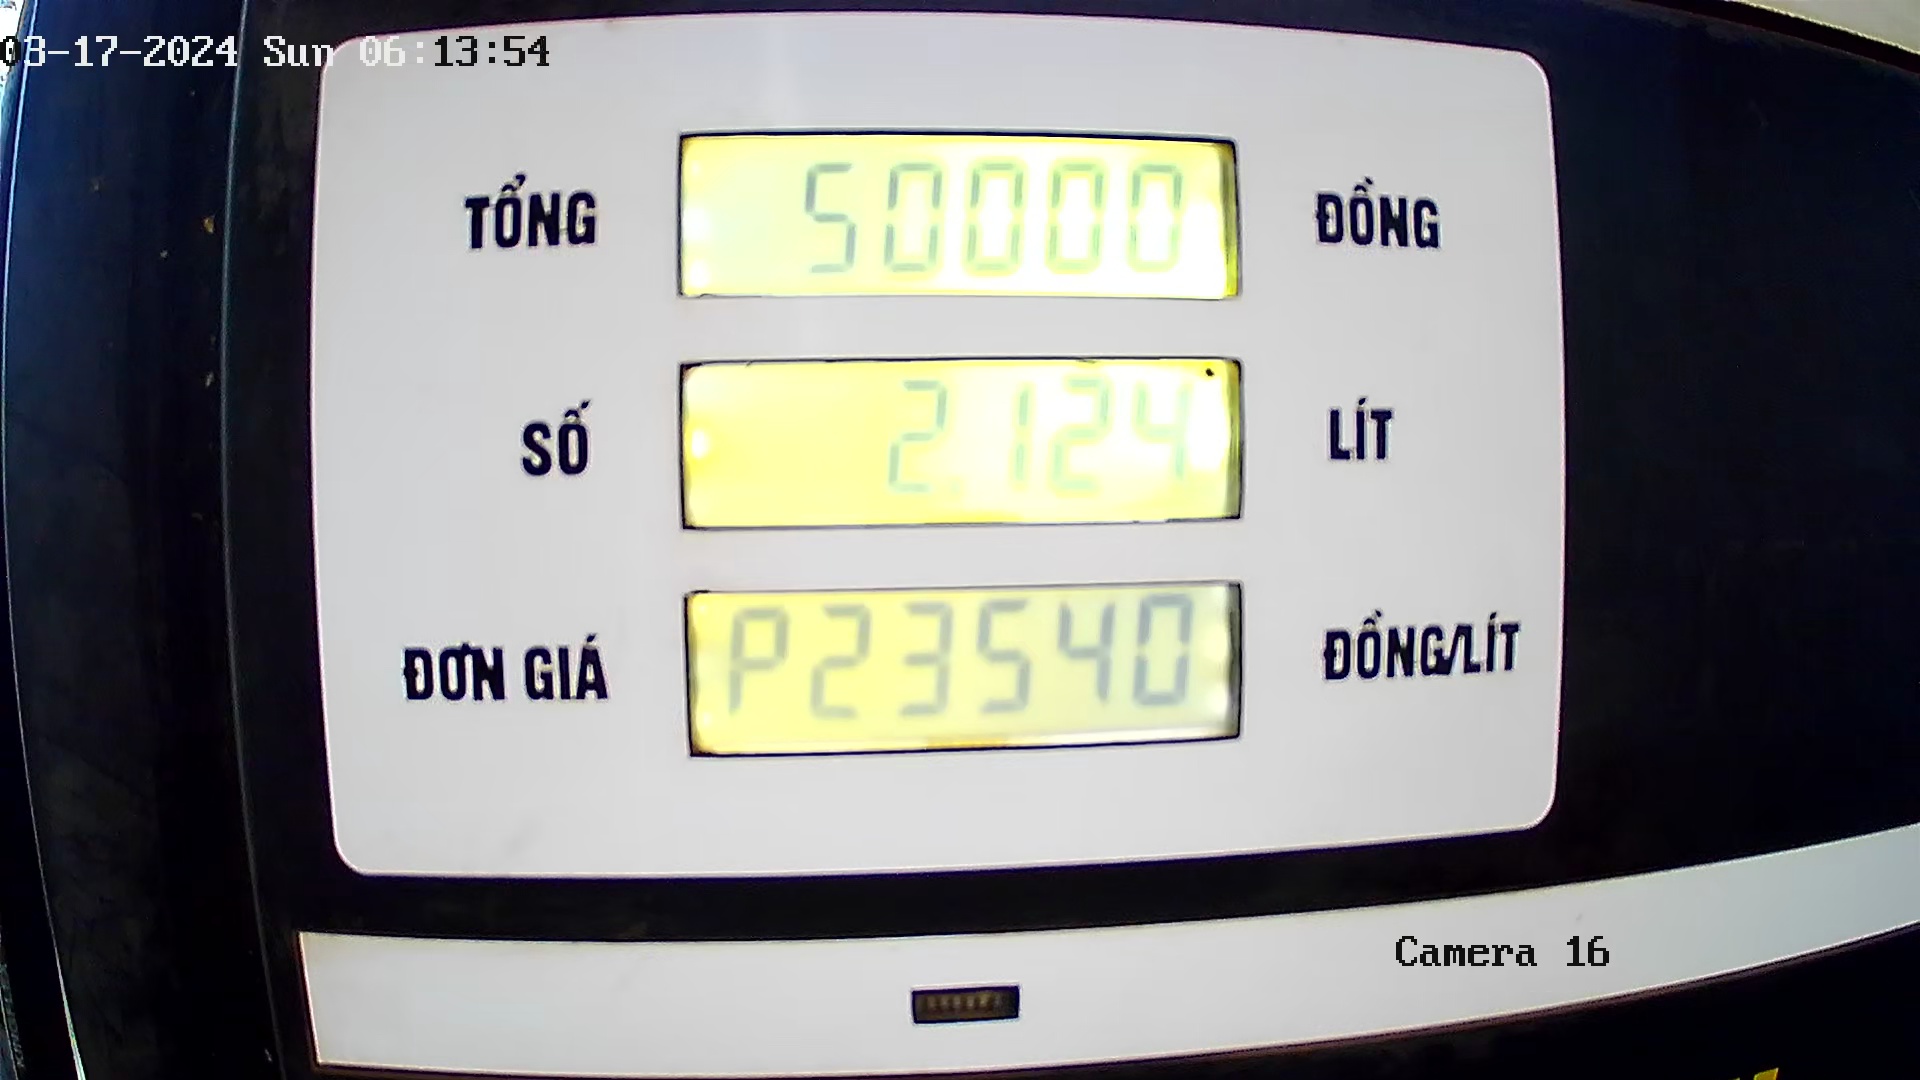 03-17-2024 Sun 06:13:54
TỔNG 50000 ĐỒNG
SỐ 2.124 LÍT
ĐƠN GIÁ P23540 ĐỒNG/LÍT
Camera 16